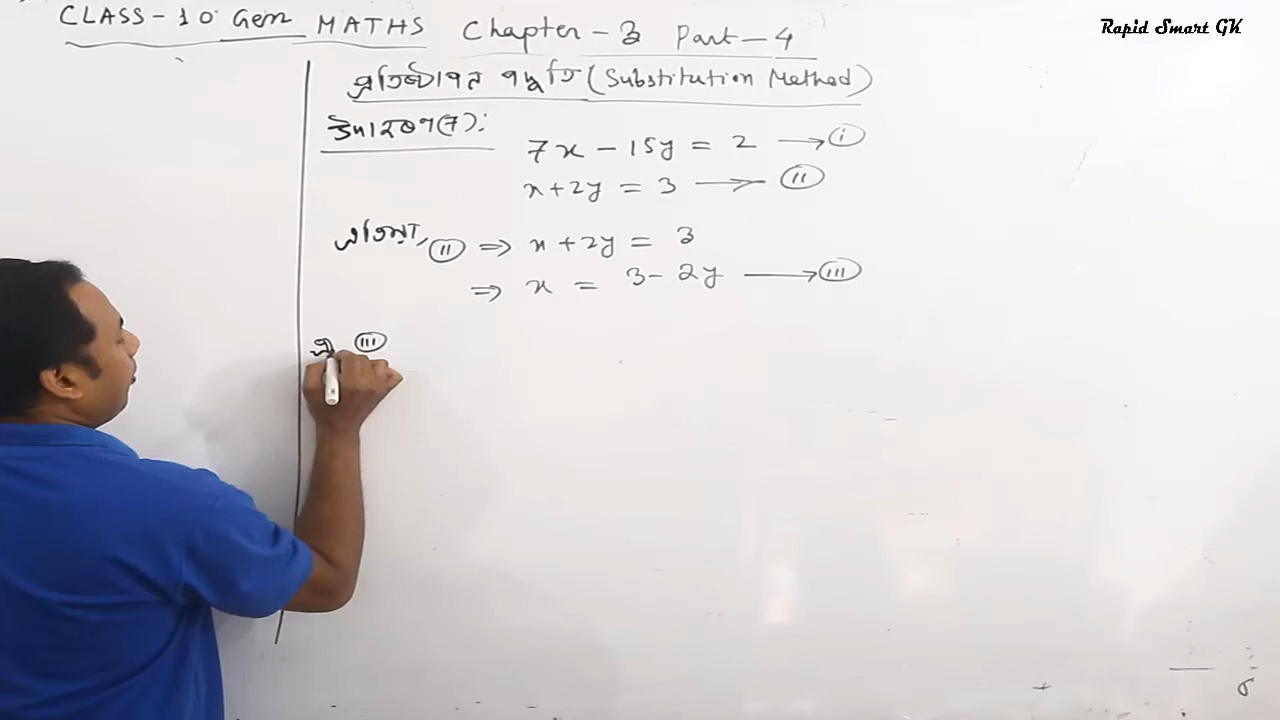 CLASS-10 Gen MATHS Chapter-3 Part-4
Rapid Smart GK
প্ৰতিষ্ঠাপন পদ্ধতি (Substitution Method)
উদাহৰণ(7):
7x - 15y = 2 → (i)
x + 2y = 3 → (ii)
(ii) ⇒ x + 2y = 3
⇒ x = 3 - 2y → (iii)
(iii)